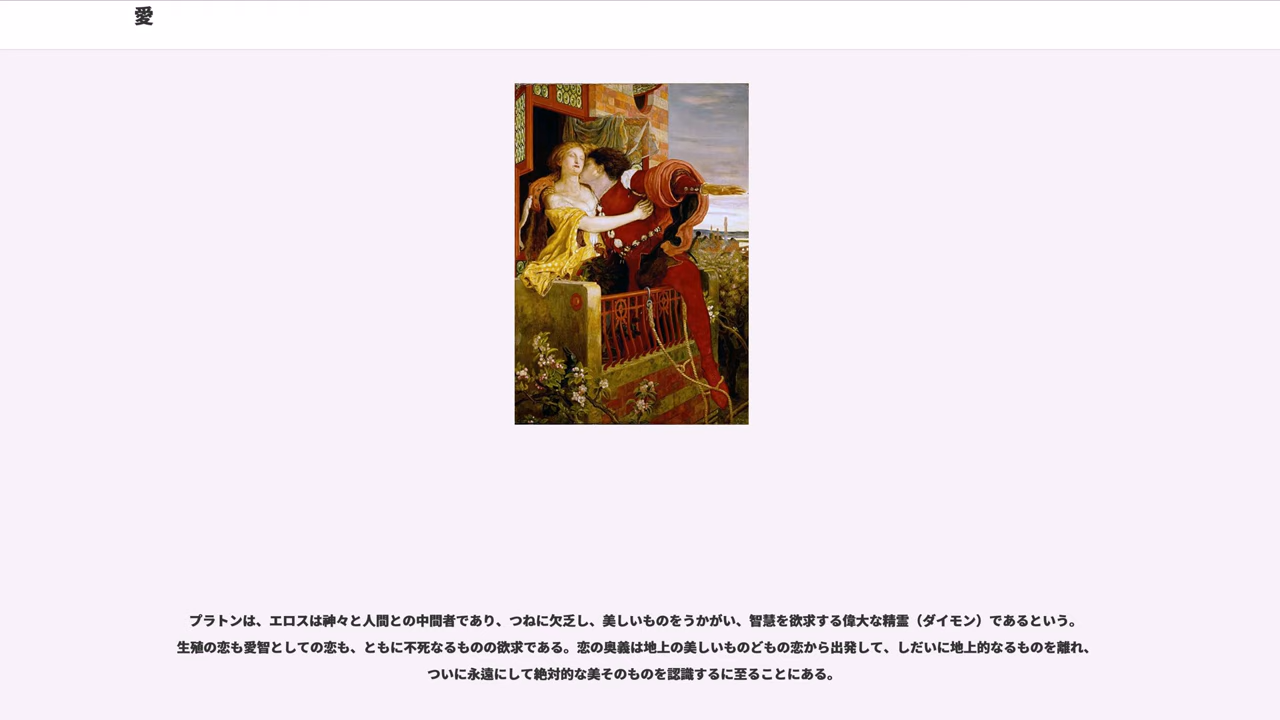 愛
プラトンは、エロスは神々と人間との中間者であり、つねに欠乏し、美しいものをうかがい、智慧を欲求する偉大な精霊（ダイモン）であるという。
生殖の恋も愛智としての恋も、ともに不死なるものの欲求である。恋の奥義は地上の美しいものどもの恋から出発して、しだいに地上的なるものを離れ、
ついに永遠にして絶対的な美そのものを認識するに至ることにある。